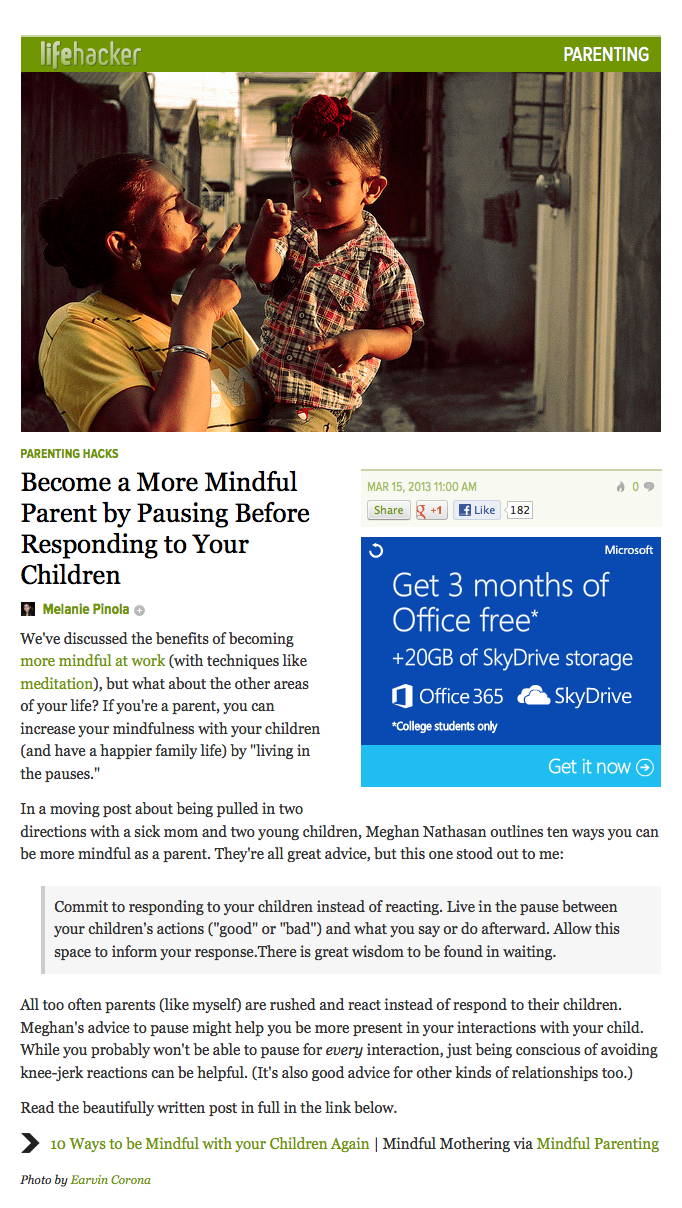 lifehacker
PARENTING
PARENTING HACKS
Become a More Mindful
Parent by Pausing Before
Responding to Your
Children
Melanie Pinola
MAR 15, 2013 11:00 AM
0
Share
g +1
Like
182
Microsoft
Get 3 months of
Office free*
+20GB of SkyDrive storage
Office 365
SkyDrive
*College students only
Get it now
We've discussed the benefits of becoming
more mindful at work (with techniques like
meditation), but what about the other areas
of your life? If you're a parent, you can
increase your mindfulness with your children
(and have a happier family life) by "living in
the pauses."
In a moving post about being pulled in two
directions with a sick mom and two young children, Meghan Nathasan outlines ten ways you can
be more mindful as a parent. They're all great advice, but this one stood out to me:
Commit to responding to your children instead of reacting. Live in the pause between
your children's actions ("good" or "bad") and what you say or do afterward. Allow this
space to inform your response.There is great wisdom to be found in waiting.
All too often parents (like myself) are rushed and react instead of respond to their children.
Meghan's advice to pause might help you be more present in your interactions with your child.
While you probably won't be able to pause for every interaction, just being conscious of avoiding
knee-jerk reactions can be helpful. (It's also good advice for other kinds of relationships too.)
Read the beautifully written post in full in the link below.
10 Ways to be Mindful with your Children Again | Mindful Mothering via Mindful Parenting
Photo by Earvin Corona